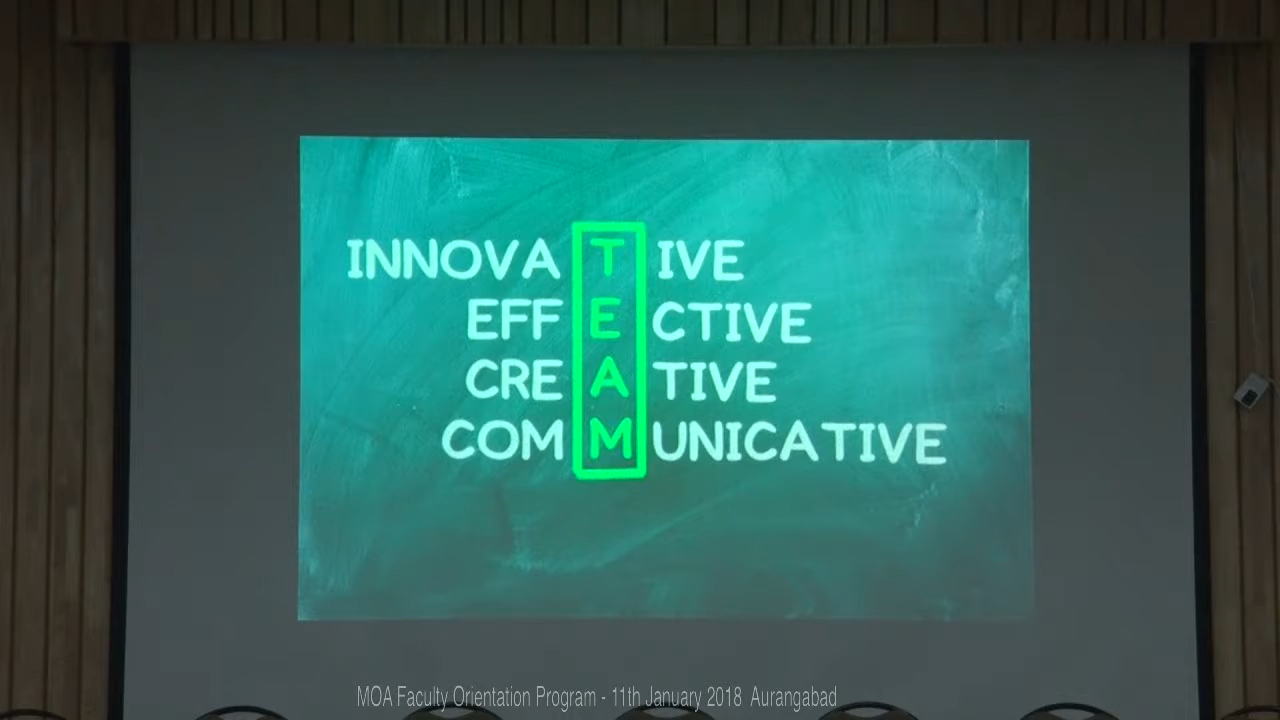 INNOVATIVE
EFFECTIVE
CREATIVE
COMMUNICATIVE
MOA Faculty Orientation Program - 11th January 2018 Aurangabad